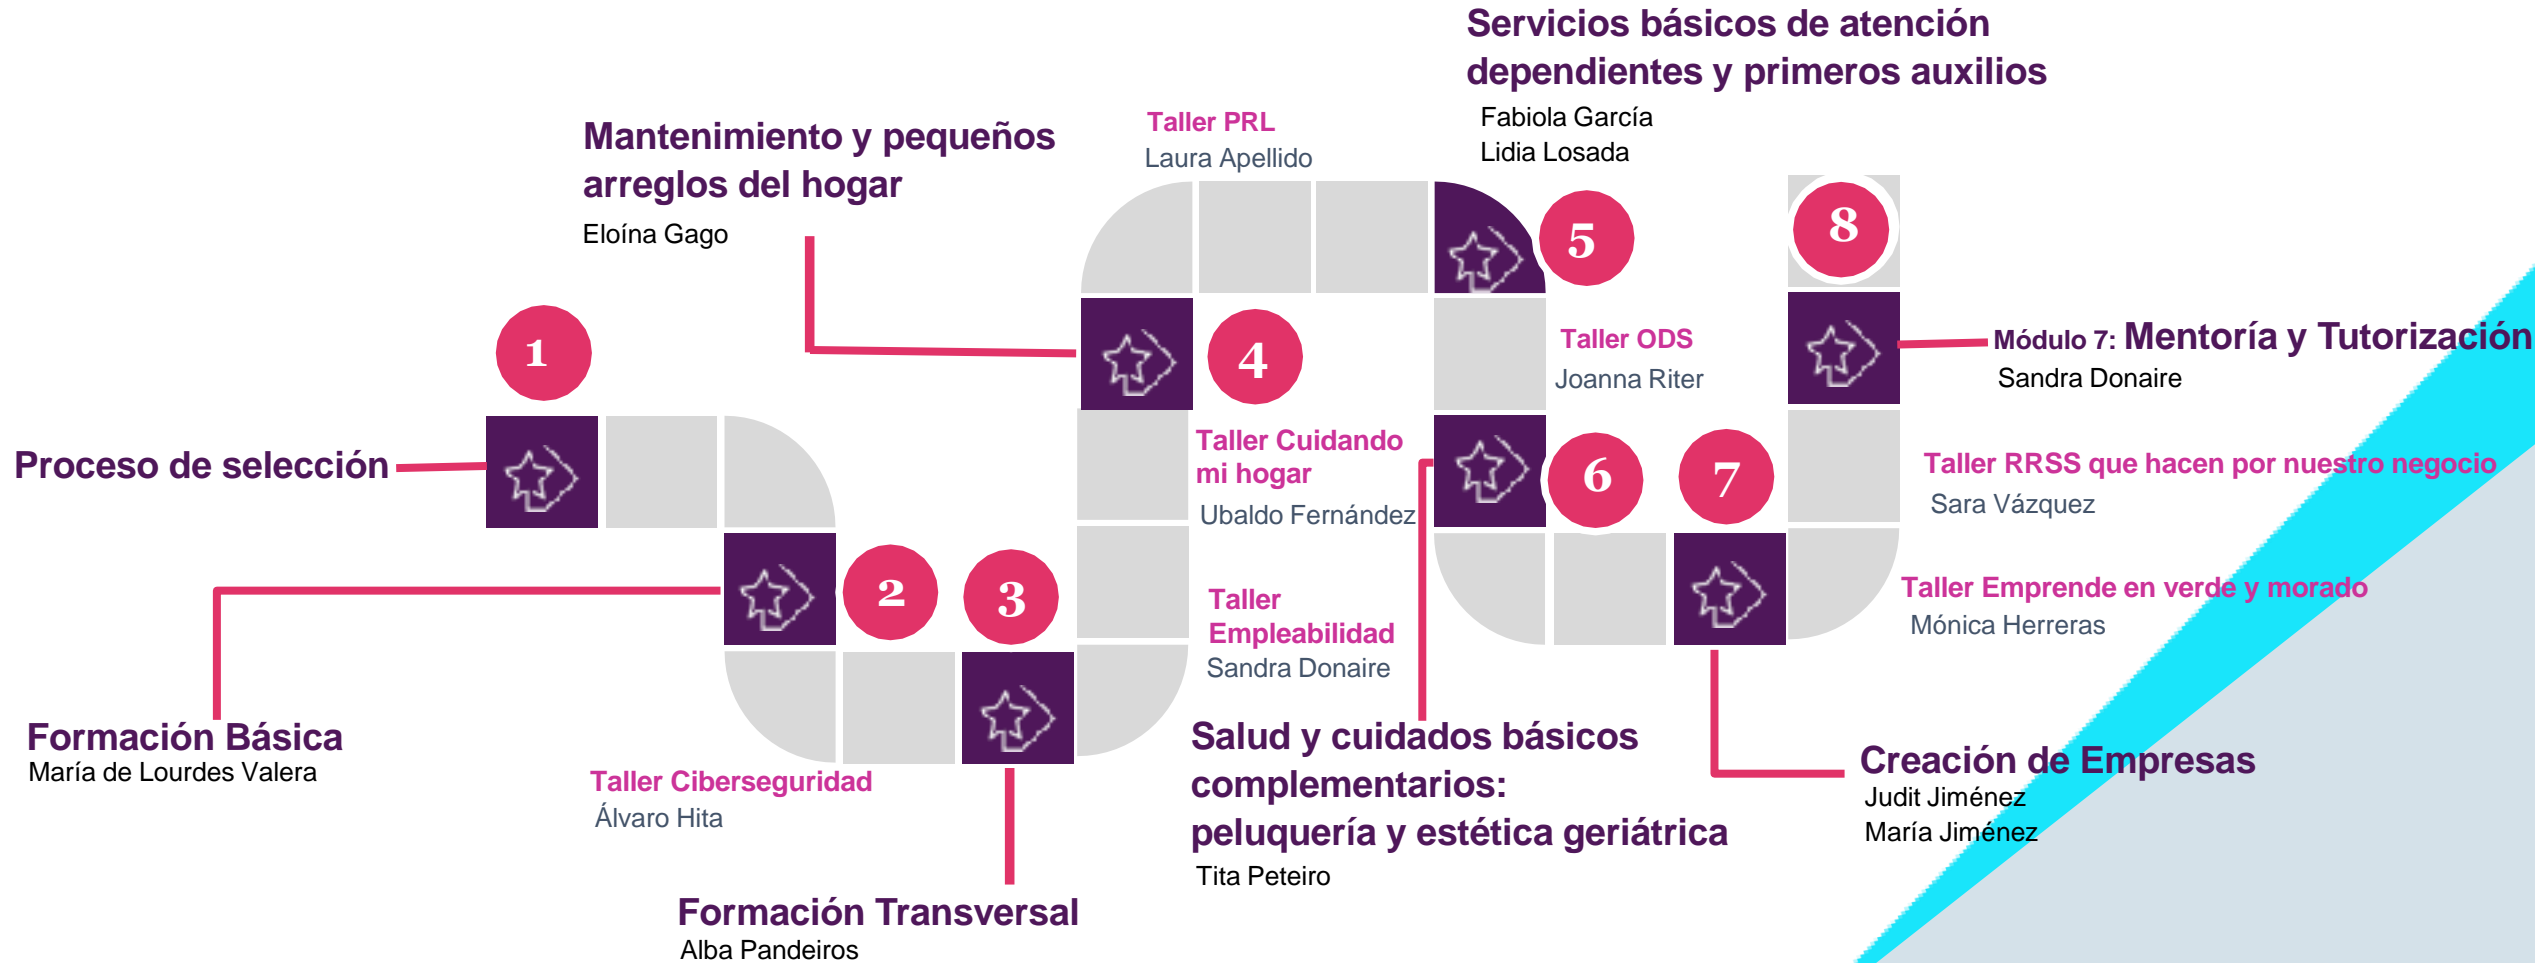 Servicios básicos de atención
dependientes y primeros auxilios
Fabiola García
Lidia Losada
Mantenimiento y pequeños
arreglos del hogar
Eloína Gago
Taller PRL
Laura Apellido
5
8
1
4
Taller ODS
Joanna Riter
Módulo 7: Mentoría y Tutorización
Sandra Donaire
Proceso de selección
Taller Cuidando
mi hogar
Ubaldo Fernández
6
7
Taller RRSS que hacen por nuestro negocio
Sara Vázquez
2
3
Taller
Empleabilidad
Sandra Donaire
Taller Emprende en verde y morado
Mónica Herreras
Formación Básica
María de Lourdes Valera
Taller Ciberseguridad
Álvaro Hita
Salud y cuidados básicos
complementarios:
peluquería y estética geriátrica
Tita Peteiro
Creación de Empresas
Judit Jiménez
María Jiménez
Formación Transversal
Alba Pandeiros